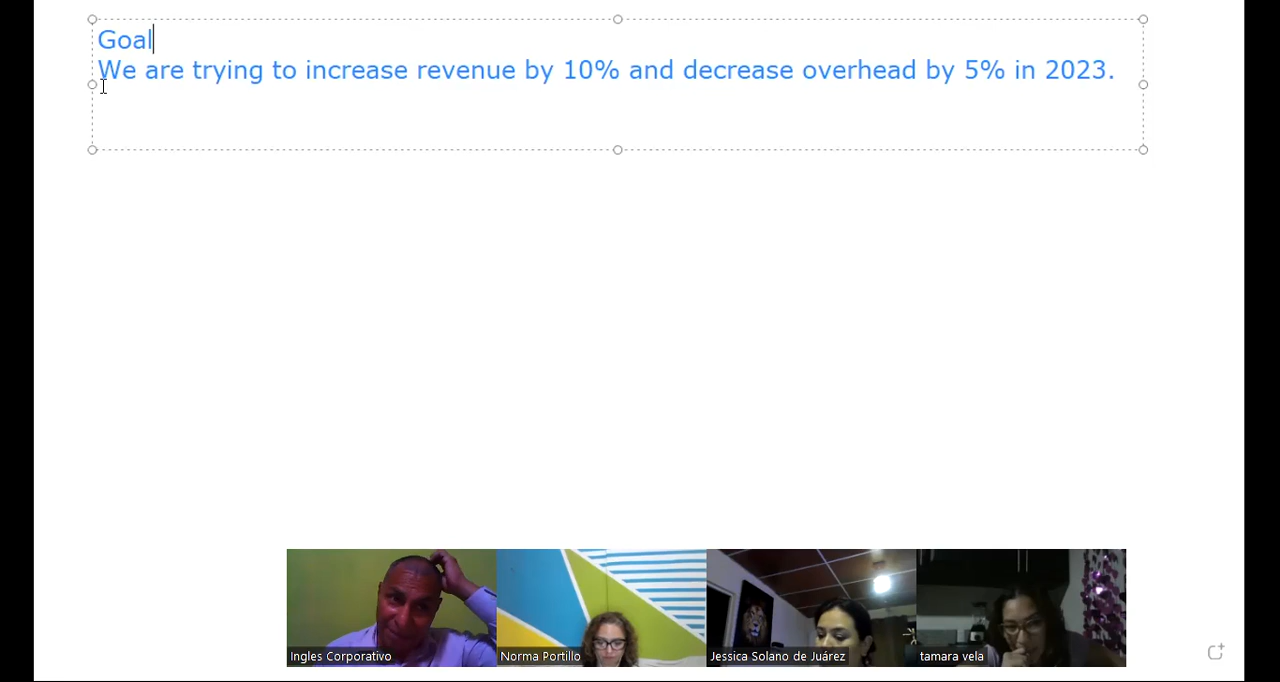 Goal
We are trying to increase revenue by 10% and decrease overhead by 5% in 2023.
Ingles Corporativo
Norma Portillo
Jessica Solano de Juárez
tamara vela